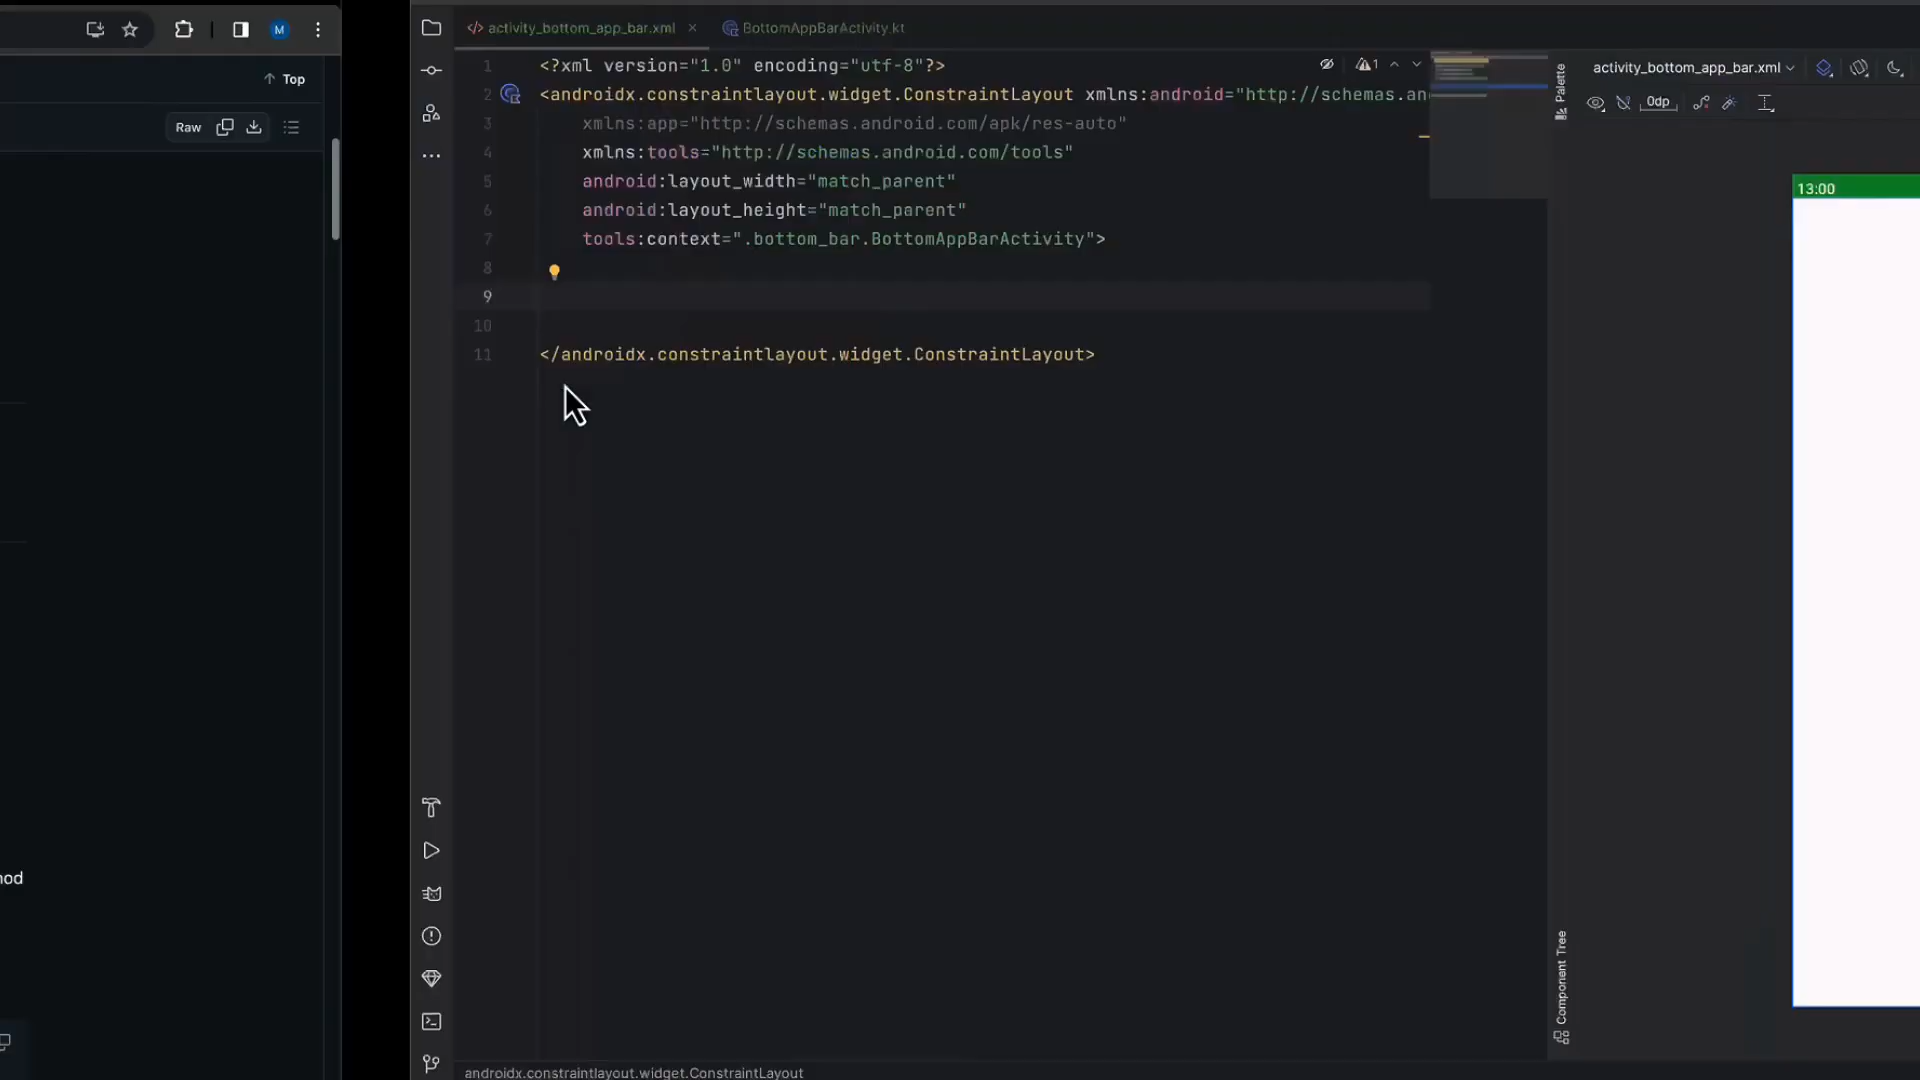 M
Top
Raw
hod
activity_bottom_app_bar.xml
BottomAppBarActivity.kt
1 <?xml version="1.0" encoding="utf-8"?>
1
2 <androidx.constraintlayout.widget.ConstraintLayout xmlns:android="http://schemas.an
3 xmlns:app="http://schemas.android.com/apk/res-auto"
4 xmlns:tools="http://schemas.android.com/tools"
5 android:layout_width="match_parent"
6 android:layout_height="match_parent"
7 tools:context=".bottom_bar.BottomAppBarActivity">
8
9
10
11 </androidx.constraintlayout.widget.ConstraintLayout>
androidx.constraintlayout.widget.ConstraintLayout
Palette
activity_bottom_app_bar.xml
0dp
13:00
Component Tree